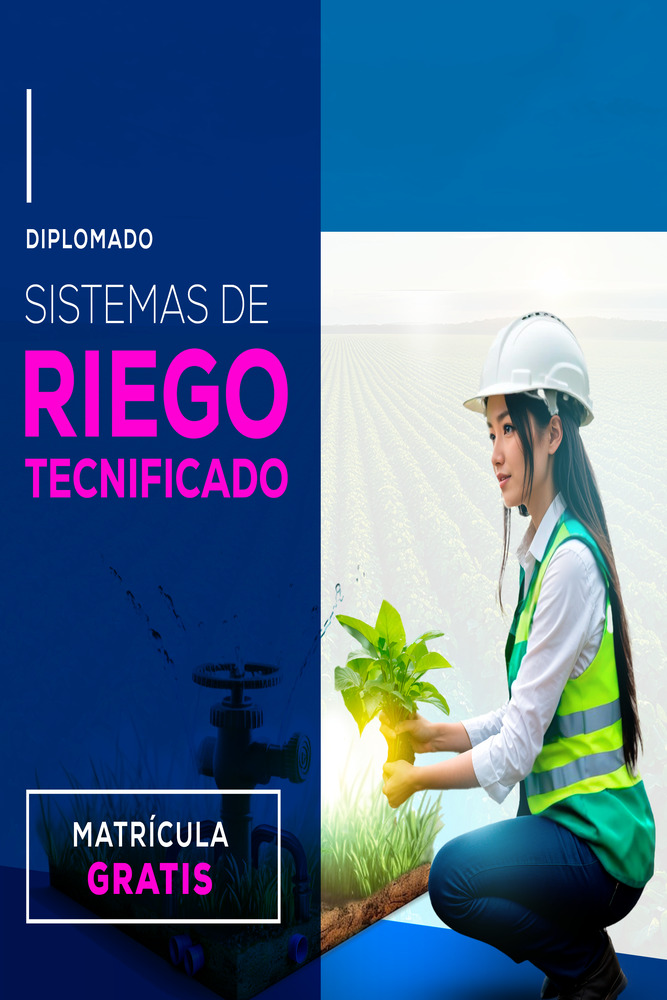 DIPLOMADO
SISTEMAS DE
RIEGO
TECNIFICADO
MATRÍCULA
GRATIS